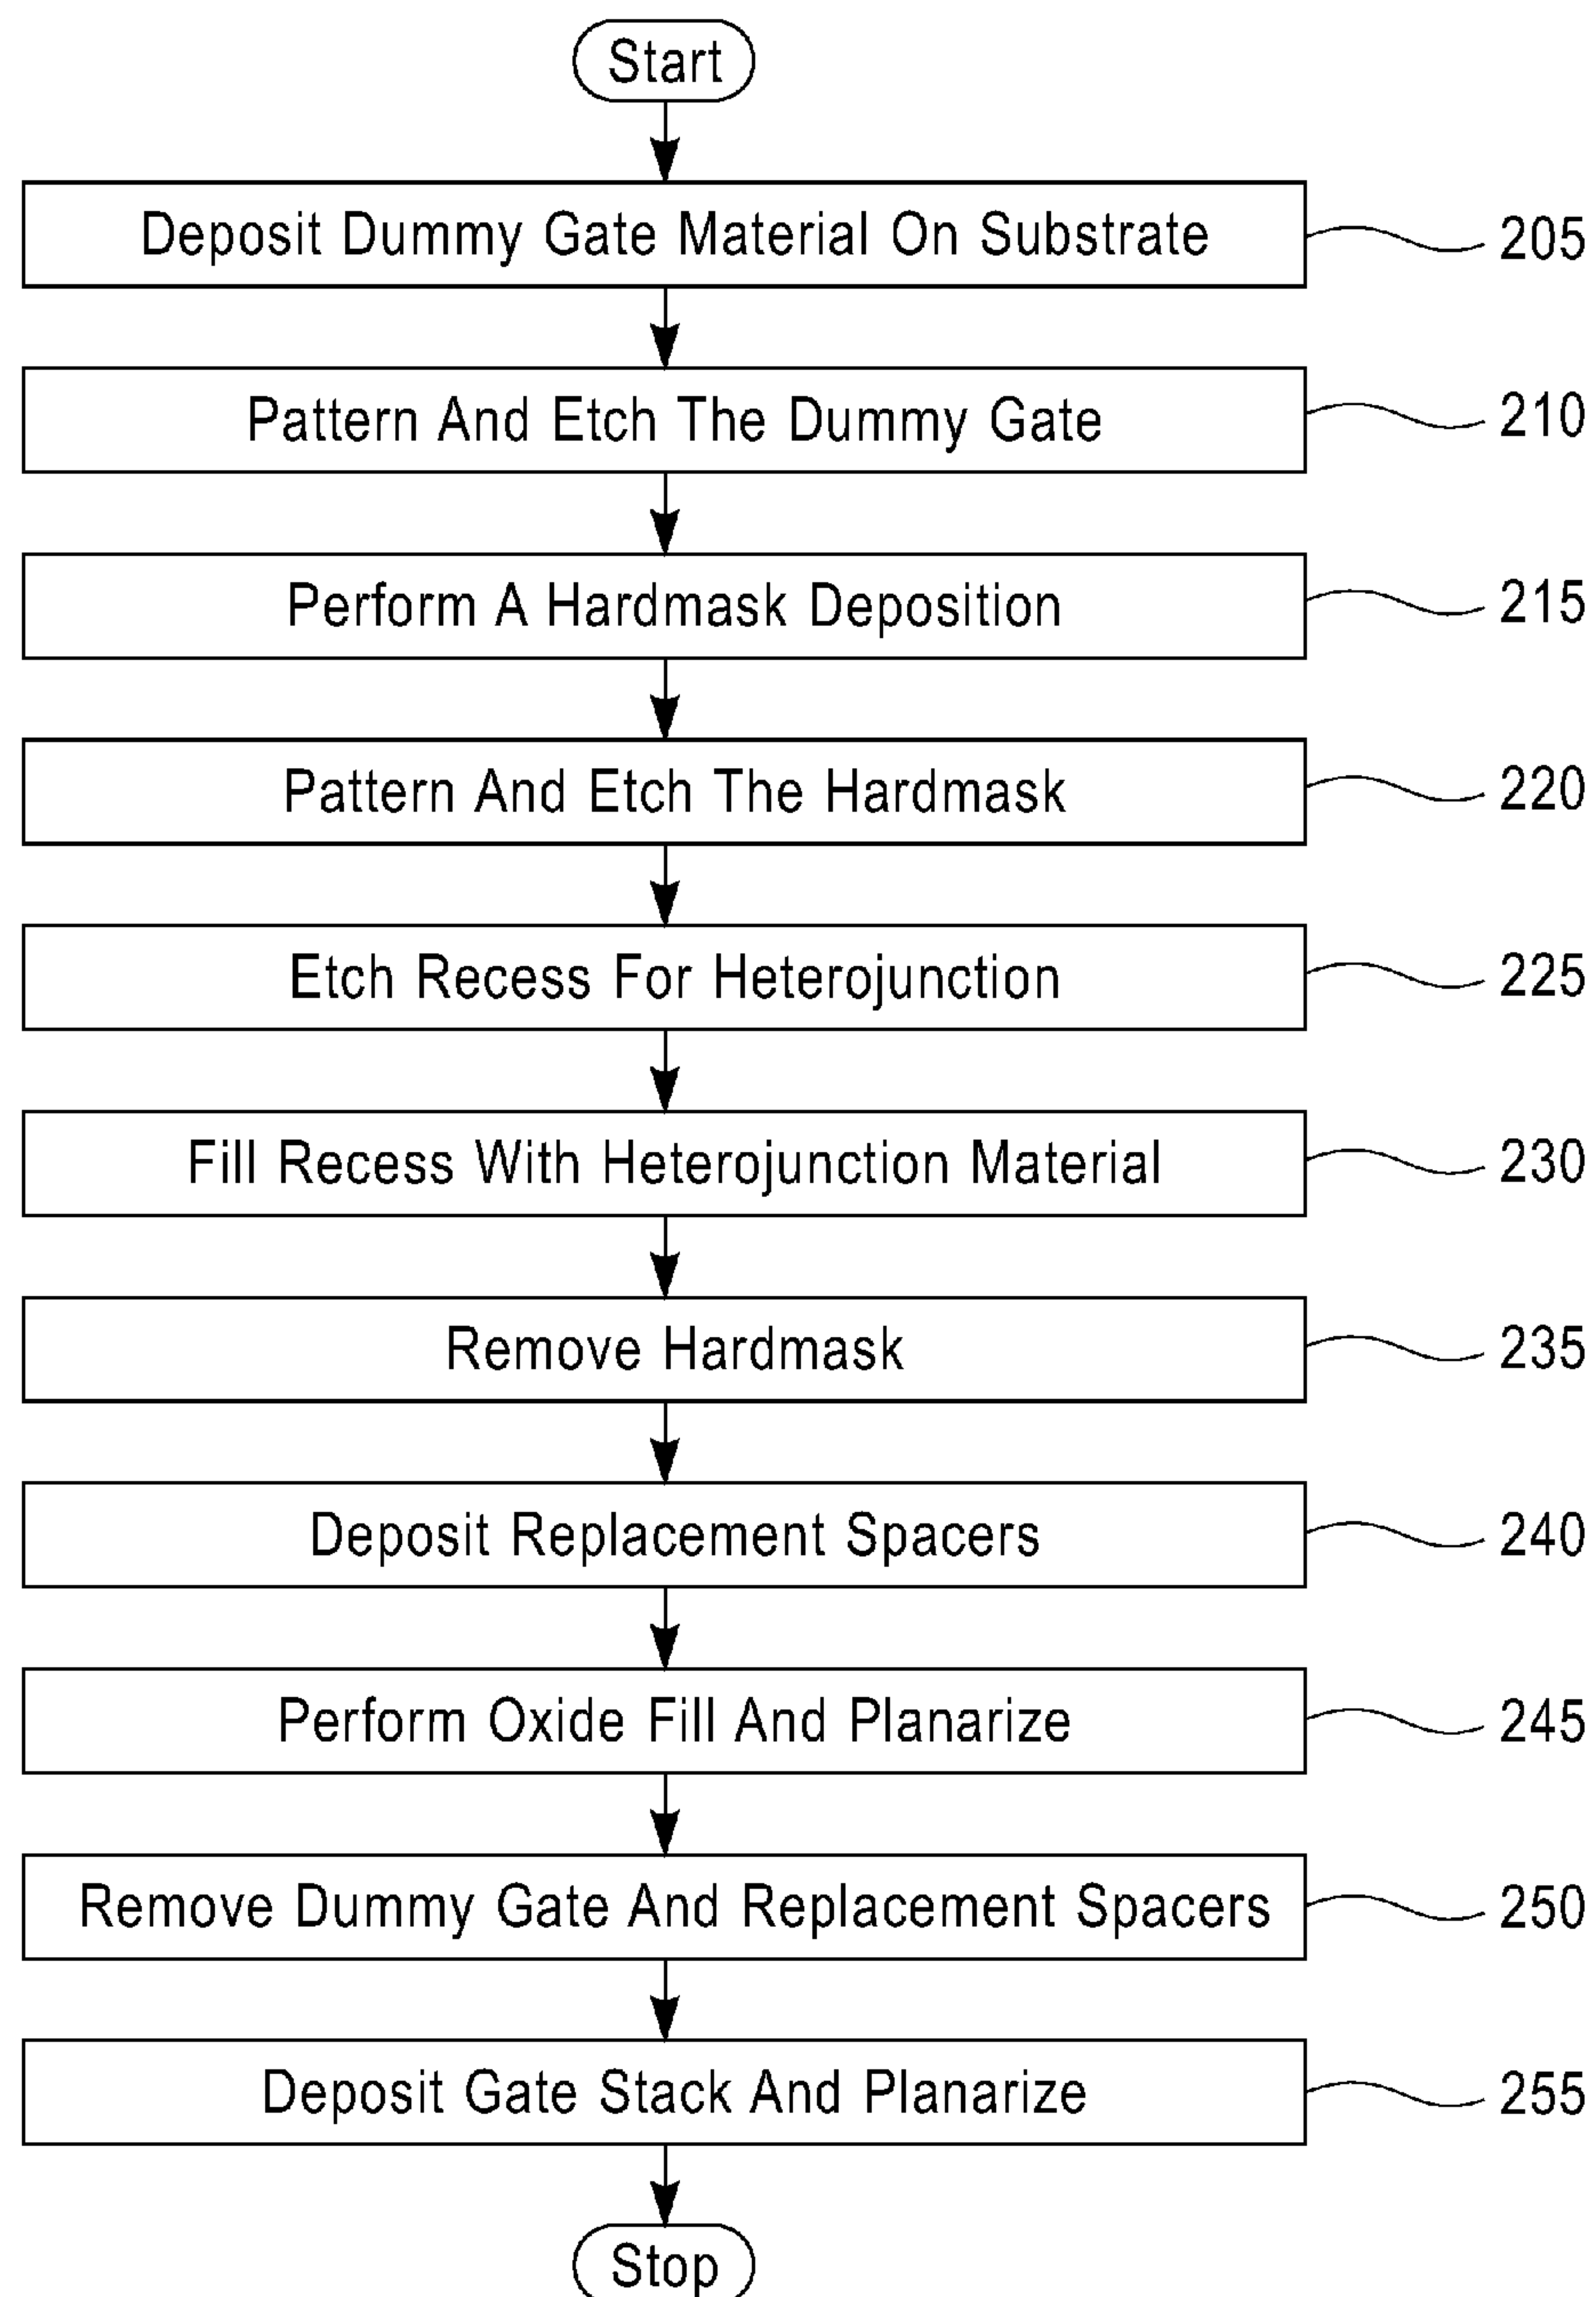 Start
Deposit Dummy Gate Material On Substrate 205
Pattern And Etch The Dummy Gate 210
Perform A Hardmask Deposition 215
Pattern And Etch The Hardmask 220
Etch Recess For Heterojunction 225
Fill Recess With Heterojunction Material 230
Remove Hardmask 235
Deposit Replacement Spacers 240
Perform Oxide Fill And Planarize 245
Remove Dummy Gate And Replacement Spacers 250
Deposit Gate Stack And Planarize 255
Stop